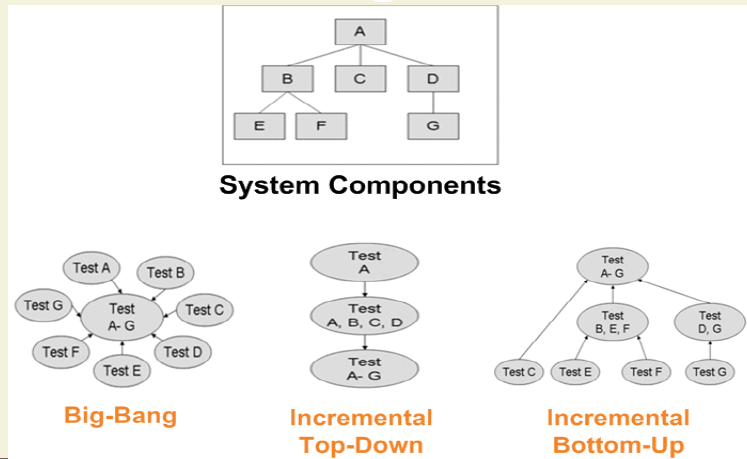 A
B
C
D
E
F
G
System Components
Test A
Test B
Test G
Test
A- G
Test C
Test F
Test D
Test E
Big-Bang
Test
A
Test
A, B, C, D
Test
A- G
Incremental
Top-Down
Test
A- G
Test
B, E, F
Test
D, G
Test C
Test E
Test F
Test G
Incremental
Bottom-Up